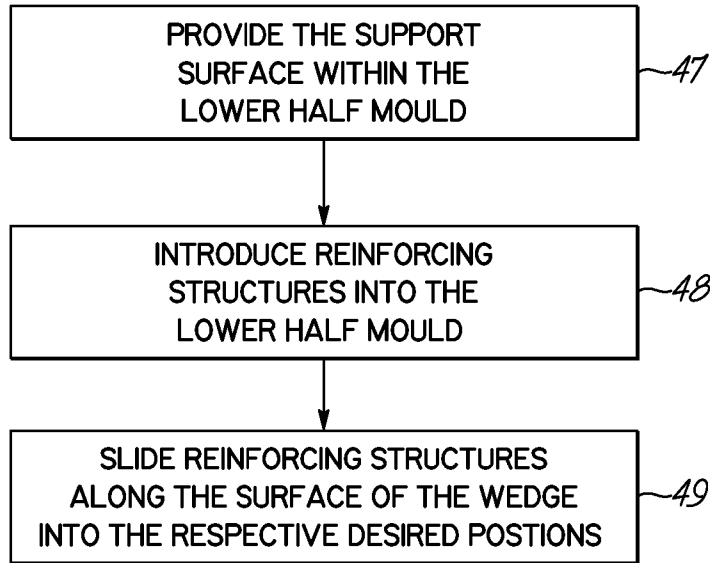 PROVIDE THE SUPPORT
SURFACE WITHIN THE
LOWER HALF MOULD
47
INTRODUCE REINFORCING
STRUCTURES INTO THE
LOWER HALF MOULD
48
SLIDE REINFORCING STRUCTURES
ALONG THE SURFACE OF THE WEDGE
INTO THE RESPECTIVE DESIRED POSTIONS
49